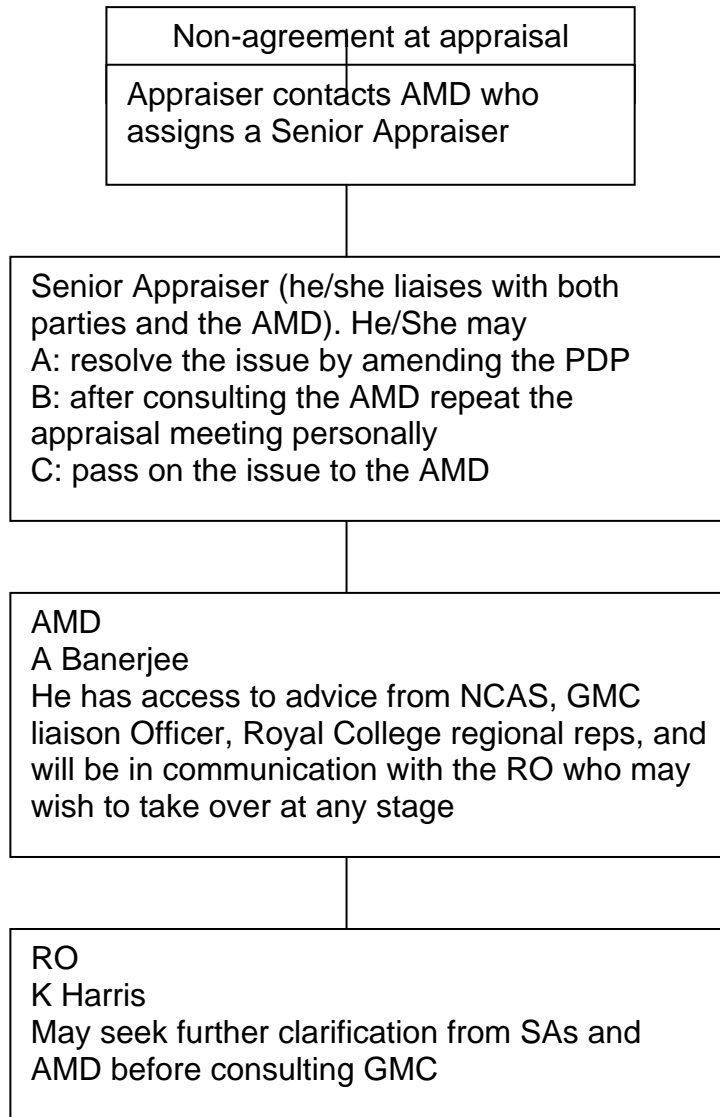 Non-agreement at appraisal
Appraiser contacts AMD who
assigns a Senior Appraiser
Senior Appraiser (he/she liaises with both
parties and the AMD). He/She may
A: resolve the issue by amending the PDP
B: after consulting the AMD repeat the
appraisal meeting personally
C: pass on the issue to the AMD
AMD
A Banerjee
He has access to advice from NCAS, GMC
liaison Officer, Royal College regional reps, and
will be in communication with the RO who may
wish to take over at any stage
RO
K Harris
May seek further clarification from SAs and
AMD before consulting GMC